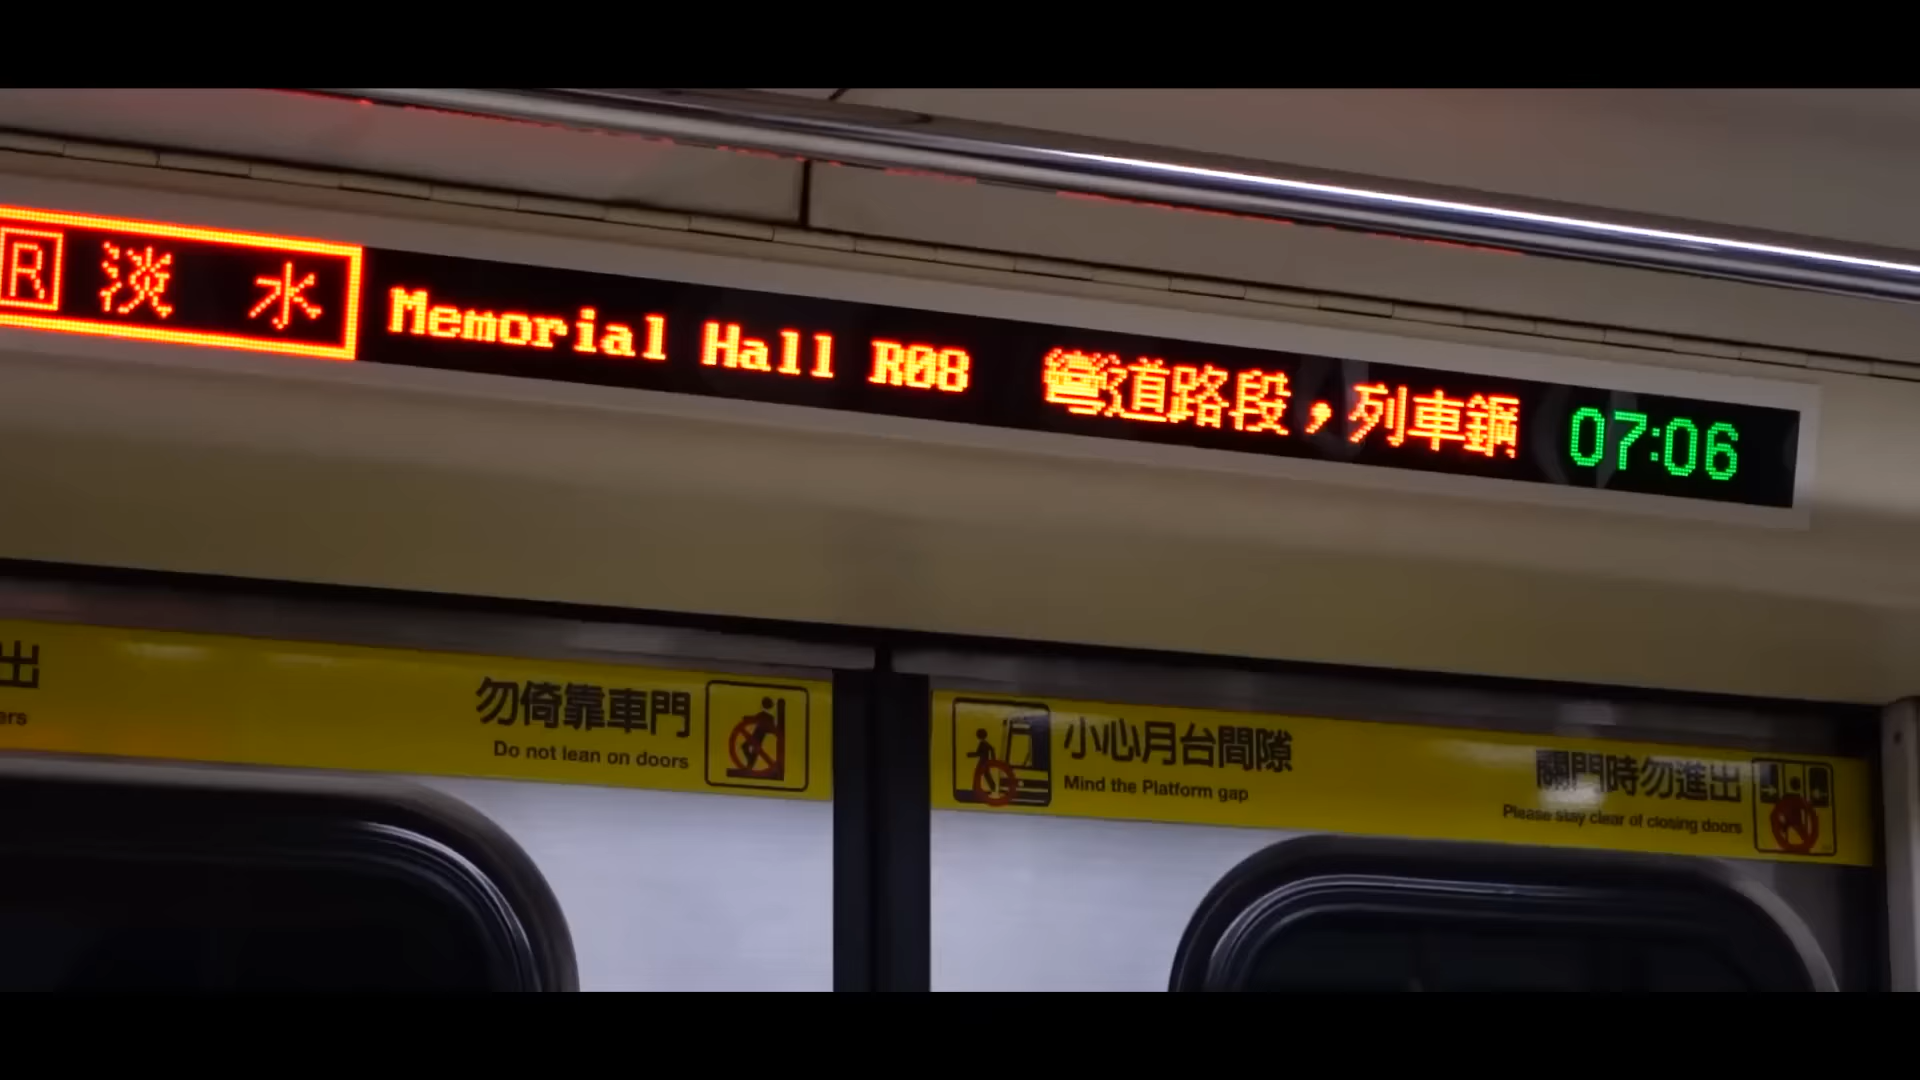 R 淡水
Memorial Hall R08 彎道路段，列車鋼
07:06
出
ers
勿倚靠車門
Do not lean on doors
小心月台間隙
Mind the Platform gap
關門時勿進出
Please stay clear of closing doors